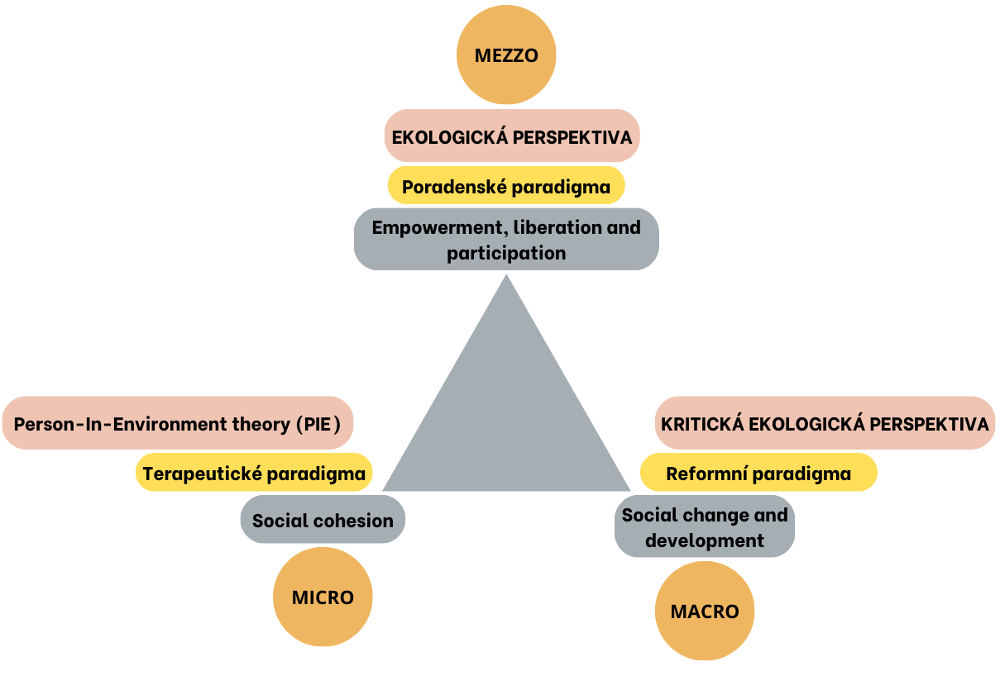 MEZZO
EKOLOGICKÁ PERSPEKTIVA
Poradenské paradigma
Empowerment, liberation and
participation
Person-In-Environment theory (PIE)
Terapeutické paradigma
Social cohesion
MICRO
KRITICKÁ EKOLOGICKÁ PERSPEKTIVA
Reformní paradigma
Social change and
development
MACRO